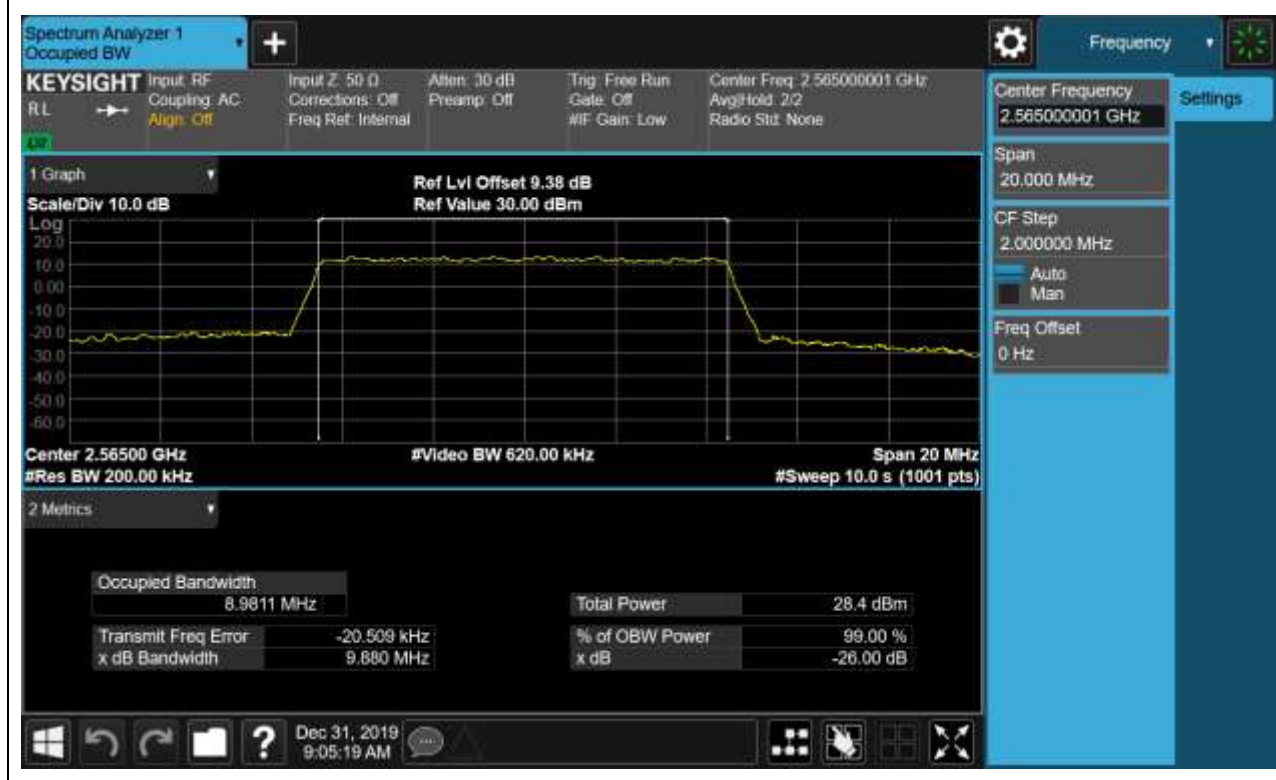 Spectrum Analyzer 1
Occupied BW
Frequency
KEYSIGHT
RL
Input: RF
Coupling: AC
Align: Off
Input Z: 50 Ω
Corrections: Off
Freq Ref: Internal
Atten: 30 dB
Preamp: Off
Trig: Free Run
Gate: Off
#IF Gain: Low
Center Freq: 2.565000001 GHz
Avg|Hold: 2/2
Radio Std: None
Center Frequency
2.565000001 GHz
Settings
Span
20.000 MHz
CF Step
2.000000 MHz
Auto
Man
Freq Offset
0 Hz
1 Graph
Scale/Div 10.0 dB
Ref Lvl Offset 9.38 dB
Ref Value 30.00 dBm
Log
20.0
10.0
0.00
-10.0
-20.0
-30.0
-40.0
-50.0
-60.0
Center 2.56500 GHz
#Video BW 620.00 kHz
Span 20 MHz
#Res BW 200.00 kHz
#Sweep 10.0 s (1001 pts)
2 Metrics
Occupied Bandwidth
8.9811 MHz
Total Power 28.4 dBm
Transmit Freq Error -20.509 kHz
% of OBW Power 99.00 %
x dB Bandwidth 9.880 MHz
x dB -26.00 dB
?
Dec 31, 2019
9:05:19 AM